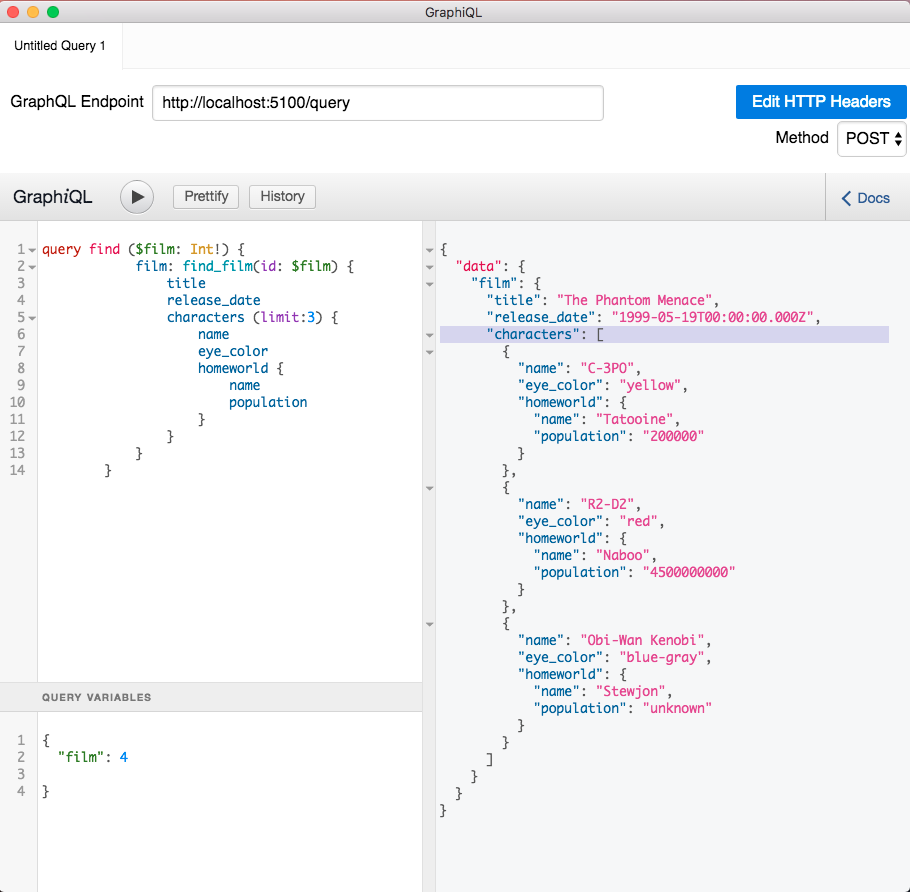 GraphiQL
Untitled Query 1
GraphQL Endpoint http://localhost:5100/query Edit HTTP Headers
Method POST
GraphiQL Prettify History Docs
1 query find ($film: Int!) {
2 film: find_film(id: $film) {
3 title
4 release_date
5 characters (limit:3) {
6 name
7 eye_color
8 homeworld {
9 name
10 population
11 }
12 }
13 }
14 }
QUERY VARIABLES
1 {
2 "film": 4
3
4 }
{
"data": {
"film": {
"title": "The Phantom Menace",
"release_date": "1999-05-19T00:00:00.000Z",
"characters": [
{
"name": "C-3PO",
"eye_color": "yellow",
"homeworld": {
"name": "Tatooine",
"population": "200000"
}
},
{
"name": "R2-D2",
"eye_color": "red",
"homeworld": {
"name": "Naboo",
"population": "4500000000"
}
},
{
"name": "Obi-Wan Kenobi",
"eye_color": "blue-gray",
"homeworld": {
"name": "Stewjon",
"population": "unknown"
}
}
]
}
}
}